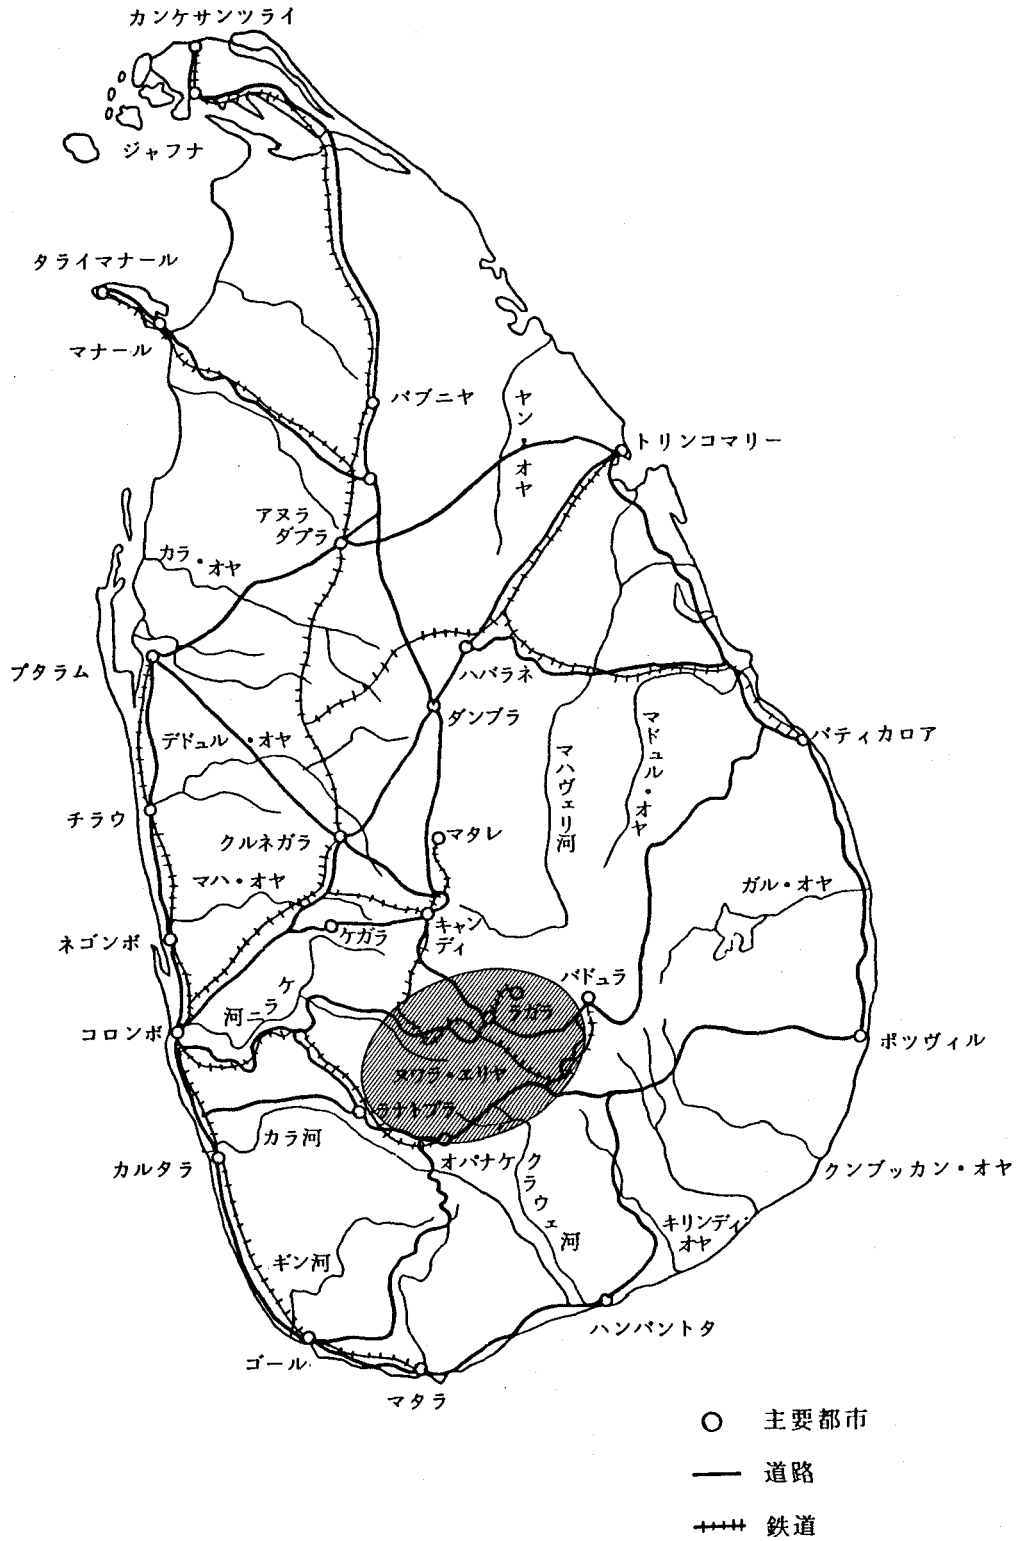 カンケサンツライ
ジャフナ
タライマナール
マナール
バブニヤ
ヤン・オヤ
トリンコマリー
アヌラ
ダプラ
カラ・オヤ
プタラム
ハバラネ
ダンブラ
マドュル・オヤ
バティカロア
デドュル・オヤ
マハヴェリ河
チラウ
クルネガラ
マタレ
マハ・オヤ
ガル・オヤ
ネゴンボ
ケガラ
キャン
ディ
バドュラ
ケラニ河
ラガラ
コロンボ
ポツヴィル
ヌワラ・エリヤ
ラナトプラ
カラ河
オパナケ
クラウェ河
カルタラ
クンブッカン・オヤ
キリンディ・
オヤ
ギン河
ハンバントタ
ゴール
マタラ
主要都市
道路
鉄道